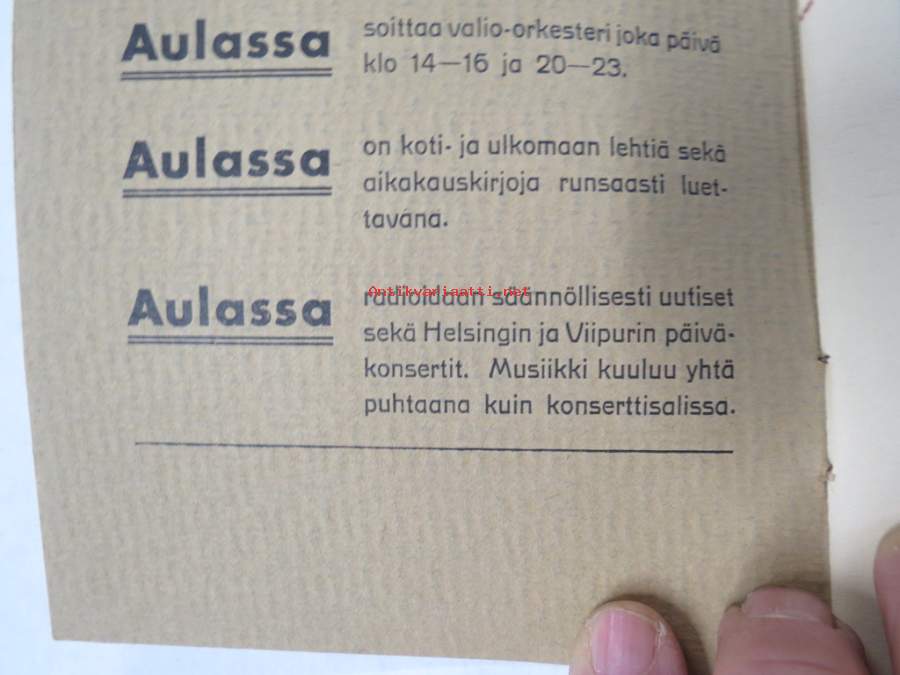 Aulassa soittaa valio-orkesteri joka päivä
klo 14—16 ja 20—23.
Aulassa on koti- ja ulkomaan lehtiä sekä
aikakauskirjoja runsaasti luet-
tavana.
Antikvariaatti.net
Aulassa radioidaan säännöllisesti uutiset
sekä Helsingin ja Viipurin päivä-
konsertit. Musiikki kuuluu yhtä
puhtaana kuin konserttisalissa.